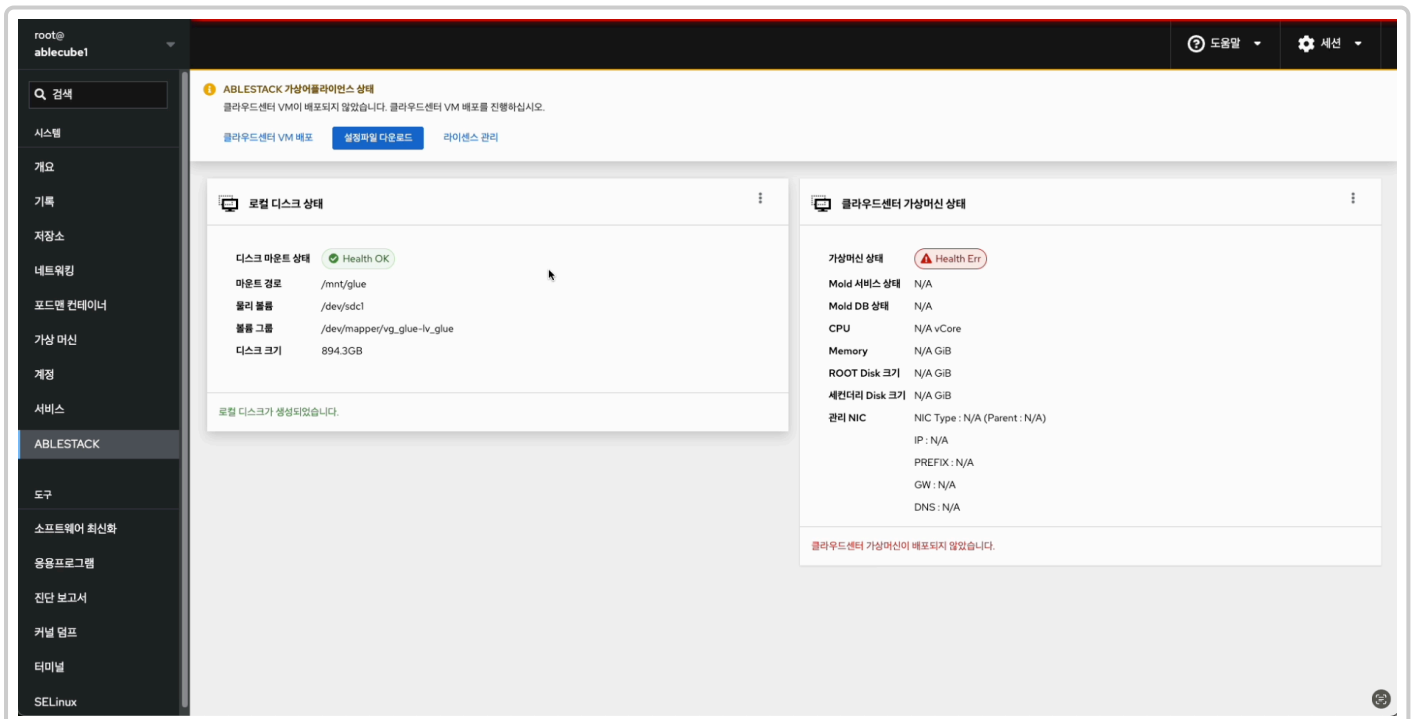 root@
ablecube1
도움말
세션
검색
시스템
개요
기록
저장소
네트워킹
포드맨 컨테이너
가상 머신
계정
서비스
ABLESTACK
도구
소프트웨어 최신화
응용프로그램
진단 보고서
커널 덤프
터미널
SELinux
ABLESTACK 가상어플라이언스 상태
클라우드센터 VM이 배포되지 않았습니다. 클라우드센터 VM 배포를 진행하십시오.
클라우드센터 VM 배포 설정파일 다운로드 라이센스 관리
로컬 디스크 상태
디스크 마운트 상태 Health OK
마운트 경로 /mnt/glue
물리 볼륨 /dev/sdc1
볼륨 그룹 /dev/mapper/vg_glue-lv_glue
디스크 크기 894.3GB
로컬 디스크가 생성되었습니다.
클라우드센터 가상머신 상태
가상머신 상태 Health Err
Mold 서비스 상태 N/A
Mold DB 상태 N/A
CPU N/A vCore
Memory N/A GiB
ROOT Disk 크기 N/A GiB
세컨더리 Disk 크기 N/A GiB
관리 NIC NIC Type : N/A (Parent : N/A)
IP : N/A
PREFIX : N/A
GW : N/A
DNS : N/A
클라우드센터 가상머신이 배포되지 않았습니다.